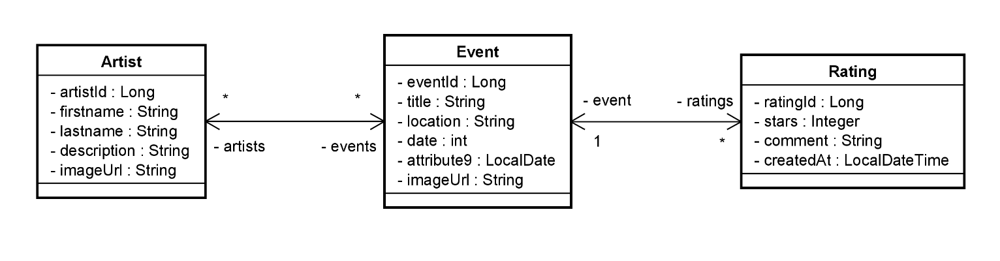 Artist
- artistId : Long
- firstname : String
- lastname : String
- description : String
- imageUrl : String
*
- artists
*
- events
Event
- eventId : Long
- title : String
- location : String
- date : int
- attribute9 : LocalDate
- imageUrl : String
- event
1
- ratings
*
Rating
- ratingId : Long
- stars : Integer
- comment : String
- createdAt : LocalDateTime